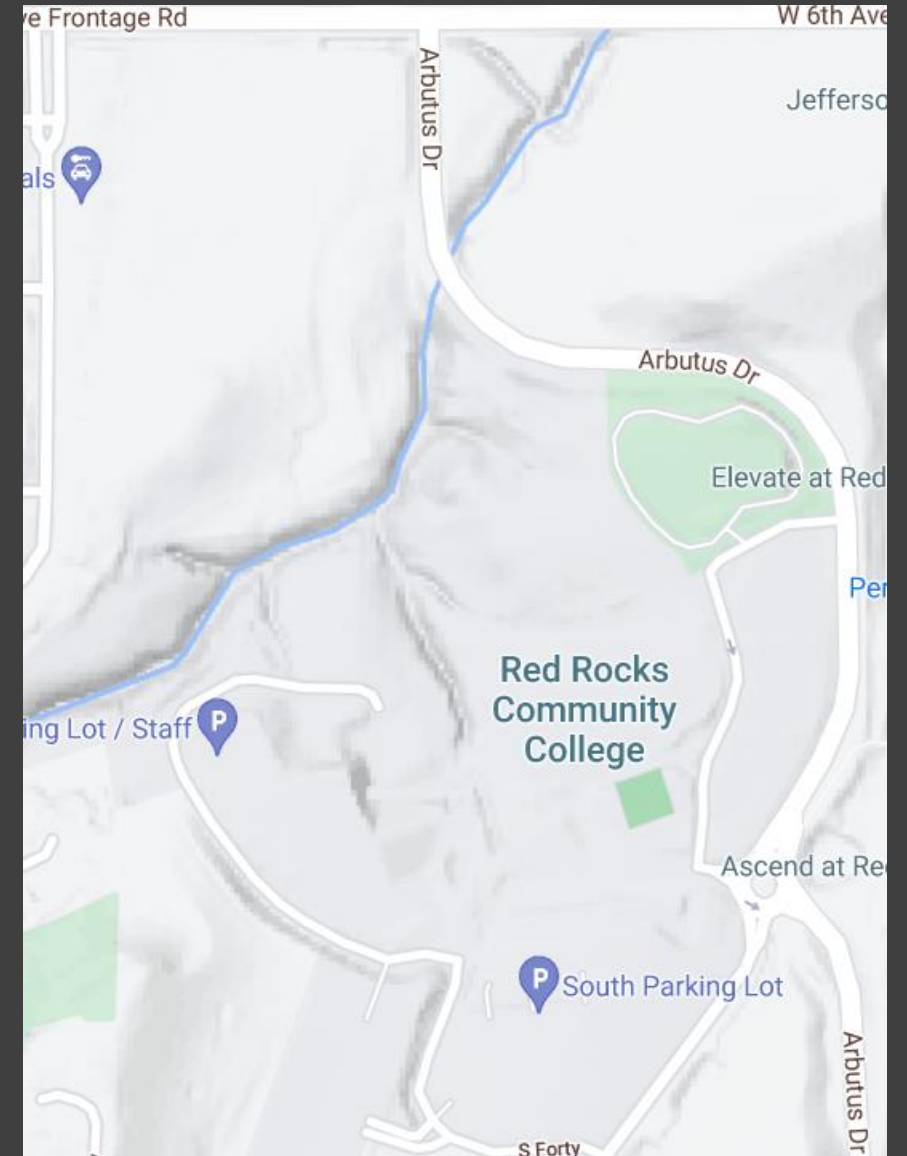 ve Frontage Rd
W 6th Ave
Arbutus Dr
Jefferso
als
Arbutus Dr
Elevate at Red
Per
Red Rocks
Community
College
P
ing Lot / Staff
Ascend at Re
P
South Parking Lot
Arbutus Dr
S Forty